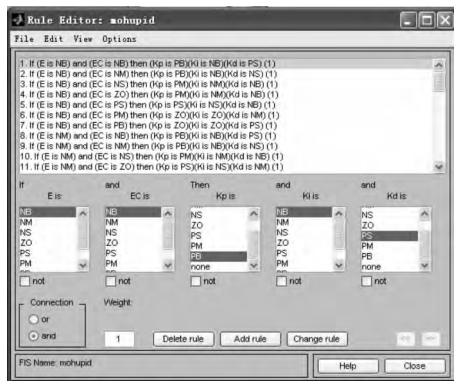 Rule Editor: mohupid
File Edit View Options
1. If (E is NB) and (EC is NB) then (Kp is PB)(Ki is NB)(Kd is PS) (1)
2. If (E is NB) and (EC is NM) then (Kp is PB)(Ki is NB)(Kd is NS) (1)
3. If (E is NB) and (EC is NS) then (Kp is PM)(Ki is NM)(Kd is NB) (1)
4. If (E is NB) and (EC is ZO) then (Kp is PM)(Ki is NM)(Kd is NB) (1)
5. If (E is NB) and (EC is PS) then (Kp is PS)(Ki is NS)(Kd is NB) (1)
6. If (E is NB) and (EC is PM) then (Kp is ZO)(Ki is ZO)(Kd is NM) (1)
7. If (E is NB) and (EC is PB) then (Kp is ZO)(Ki is ZO)(Kd is PS) (1)
8. If (E is NM) and (EC is NB) then (Kp is PB)(Ki is NB)(Kd is PS) (1)
9. If (E is NM) and (EC is NM) then (Kp is PB)(Ki is NB)(Kd is NS) (1)
10. If (E is NM) and (EC is NS) then (Kp is PM)(Ki is NM)(Kd is NB) (1)
11. If (E is NM) and (EC is ZO) then (Kp is PS)(Ki is NS)(Kd is NM) (1)
If and Then and and
E is EC is Kp is Ki is Kd is
NB NB NS NB NS
NM NM ZO NM ZO
NS NS PS NS PS
ZO ZO PM ZO PM
PS PS PB PS PB
PM PM none PM none
not not not not not
Connection Weight:
or
and 1 Delete rule Add rule Change rule << >>
FIS Name: mohupid Help Close